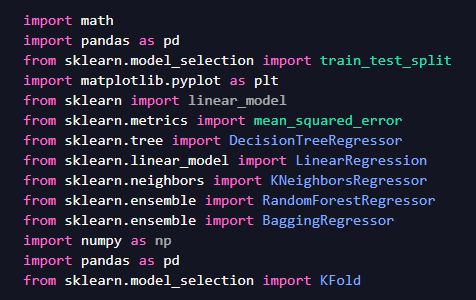 import math
import pandas as pd
from sklearn.model_selection import train_test_split
import matplotlib.pyplot as plt
from sklearn import linear_model
from sklearn.metrics import mean_squared_error
from sklearn.tree import DecisionTreeRegressor
from sklearn.linear_model import LinearRegression
from sklearn.neighbors import KNeighborsRegressor
from sklearn.ensemble import RandomForestRegressor
from sklearn.ensemble import BaggingRegressor
import numpy as np
import pandas as pd
from sklearn.model_selection import KFold